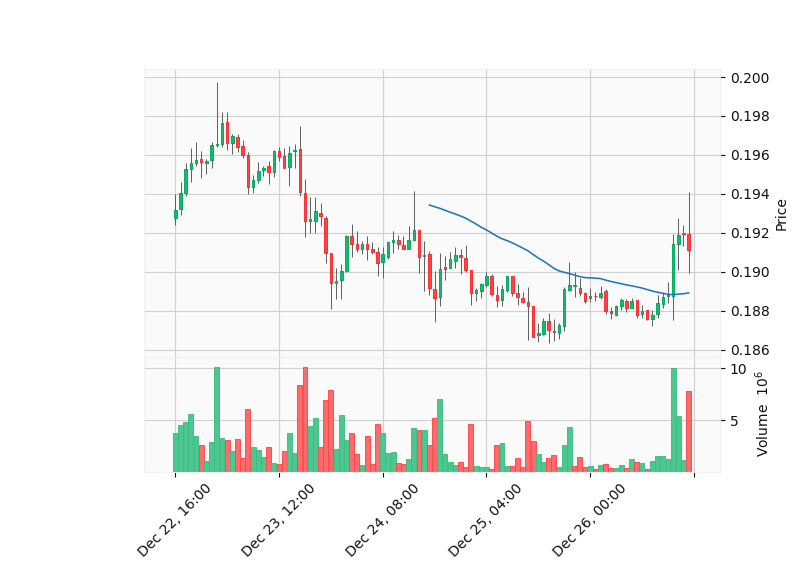 0.200
0.198
0.196
0.194
0.192
0.190
0.188
0.186
Price
10
5
Volume 10⁶
Dec 22, 16:00
Dec 23, 12:00
Dec 24, 08:00
Dec 25, 04:00
Dec 26, 00:00